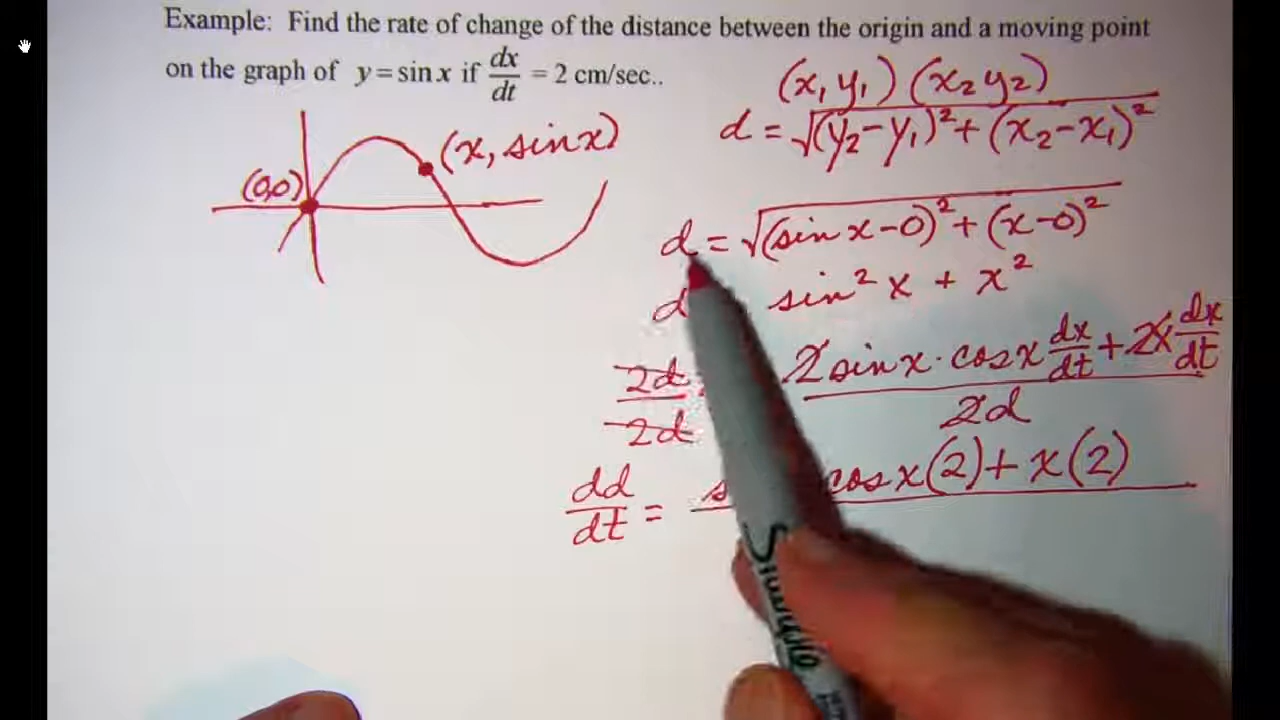 Example: Find the rate of change of the distance between the origin and a moving point
on the graph of y = sin x if dx/dt = 2 cm/sec..
(x₁ y₁) (x₂ y₂)
d = √(y₂ - y₁)² + (x₂ - x₁)²
(0,0)
(x, sin x)
d = √(sin x - 0)² + (x - 0)²
d sin² x + x²
2d / 2d 2 sin x · cos x dx/dt + 2x dx/dt / 2d
dd/dt = s cos x (2) + x (2)